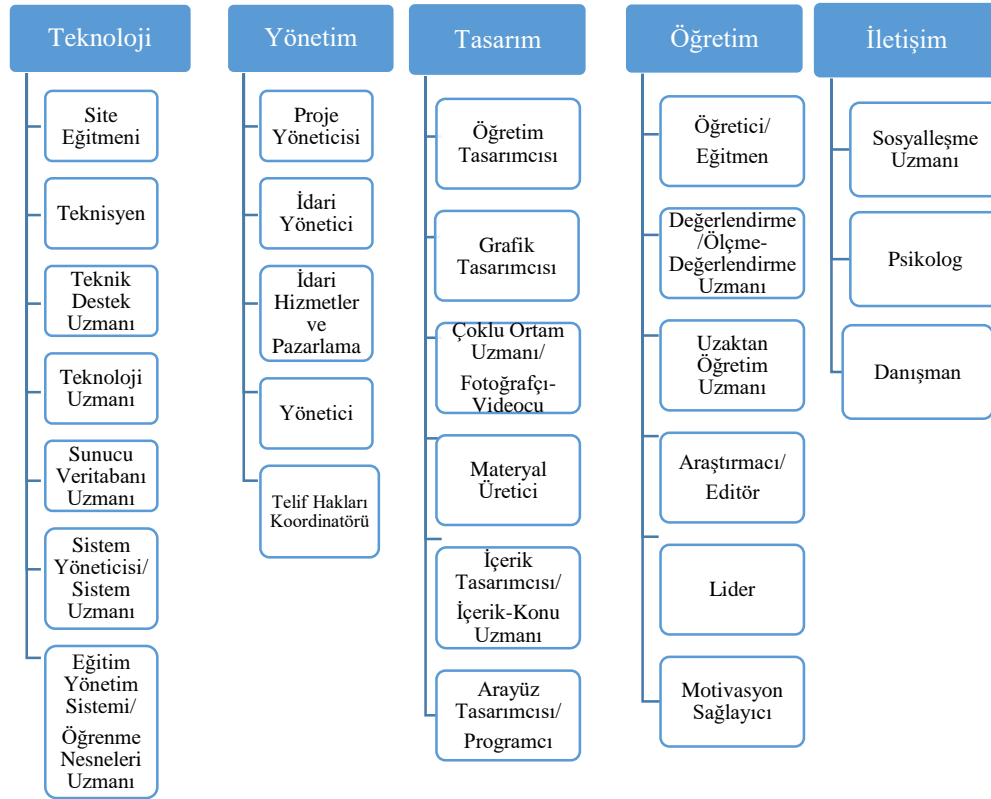 Teknoloji
Site
Eğitmeni
Teknisyen
Teknik
Destek
Uzmanı
Teknoloji
Uzmanı
Sunucu
Veritabanı
Uzmanı
Sistem
Yöneticisi/
Sistem
Uzmanı
Eğitim
Yönetim
Sistemi/
Öğrenme
Nesneleri
Uzmanı
Yönetim
Proje
Yöneticisi
İdari
Yönetici
İdari
Hizmetler
ve
Pazarlama
Yönetici
Telif Hakları
Koordinatörü
Tasarım
Öğretim
Tasarımcısı
Grafik
Tasarımcısı
Çoklu Ortam
Uzmanı/
Fotoğrafçı-
Videocu
Materyal
Üretici
İçerik
Tasarımcısı/
İçerik-Konu
Uzmanı
Arayüz
Tasarımcısı/
Programcı
Öğretim
Öğretici/
Eğitmen
Değerlendirme
/Ölçme-
Değerlendirme
Uzmanı
Uzaktan
Öğretim
Uzmanı
Araştırmacı/
Editör
Lider
Motivasyon
Sağlayıcı
İletişim
Sosyalleşme
Uzmanı
Psikolog
Danışman